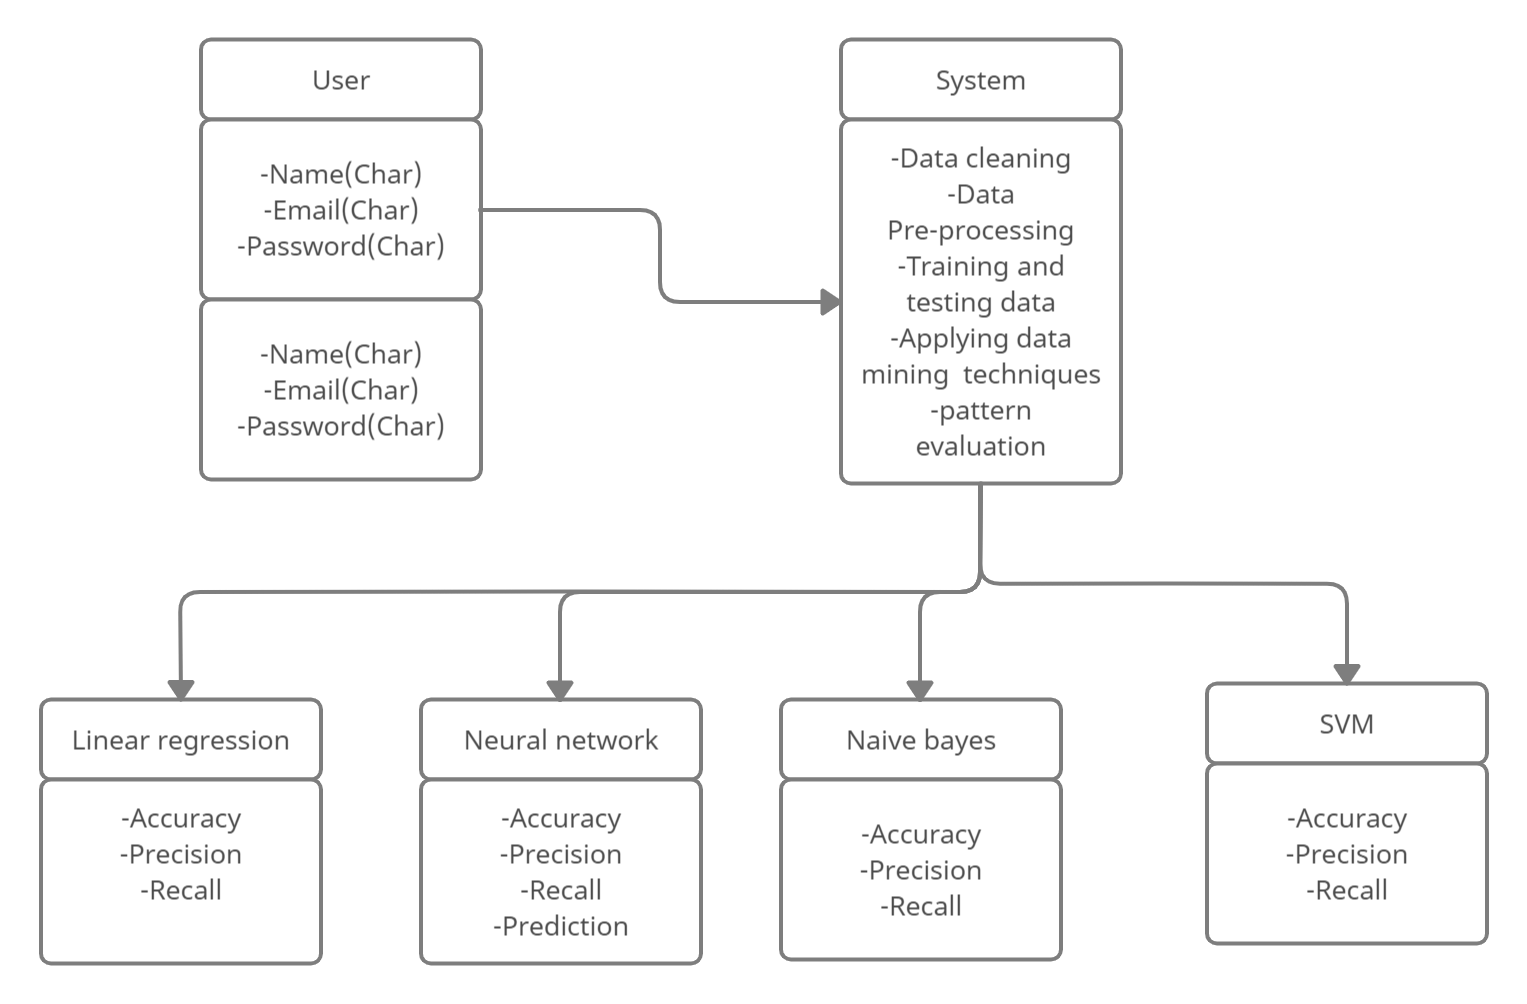 User
-Name(Char)
-Email(Char)
-Password(Char)
-Name(Char)
-Email(Char)
-Password(Char)
System
-Data cleaning
-Data
Pre-processing
-Training and
testing data
-Applying data
mining  techniques
-pattern
evaluation
Linear regression
-Accuracy
-Precision
-Recall
Neural network
-Accuracy
-Precision
-Recall
-Prediction
Naive bayes
-Accuracy
-Precision
-Recall
SVM
-Accuracy
-Precision
-Recall